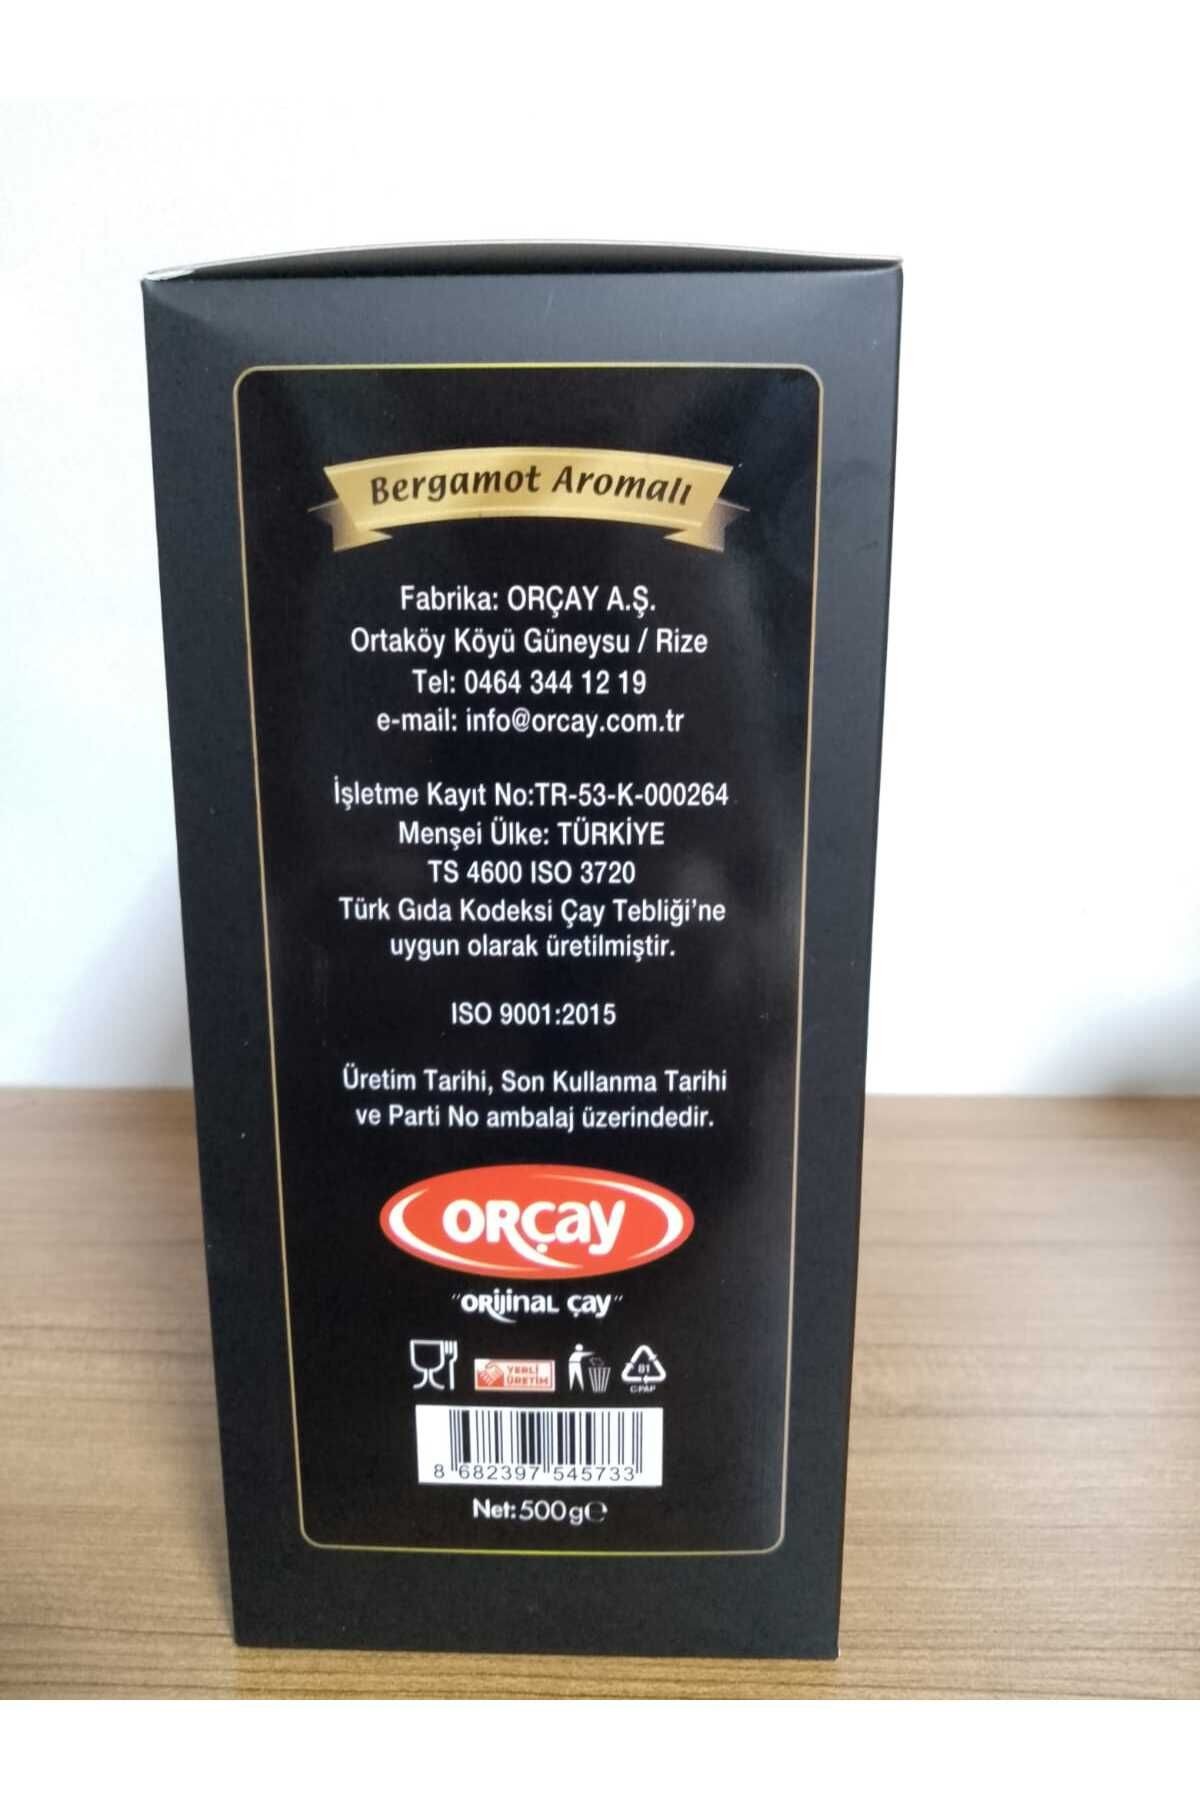 Bergamot Aromalı
Fabrika: ORÇAY A.Ş.
Ortaköy Köyü Güneysu / Rize
Tel: 0464 344 12 19
e-mail: info@orcay.com.tr
İşletme Kayıt No:TR-53-K-000264
Menşei Ülke: TÜRKİYE
TS 4600 ISO 3720
Türk Gıda Kodeksi Çay Tebliği'ne
uygun olarak üretilmiştir.
ISO 9001:2015
Üretim Tarihi, Son Kullanma Tarihi
ve Parti No ambalaj üzerindedir.
ORÇAY
"ORİJİNAL ÇAY"
YERLİ
ÜRETİM
81
C/PAP
8 682397 545733
Net: 500 g e